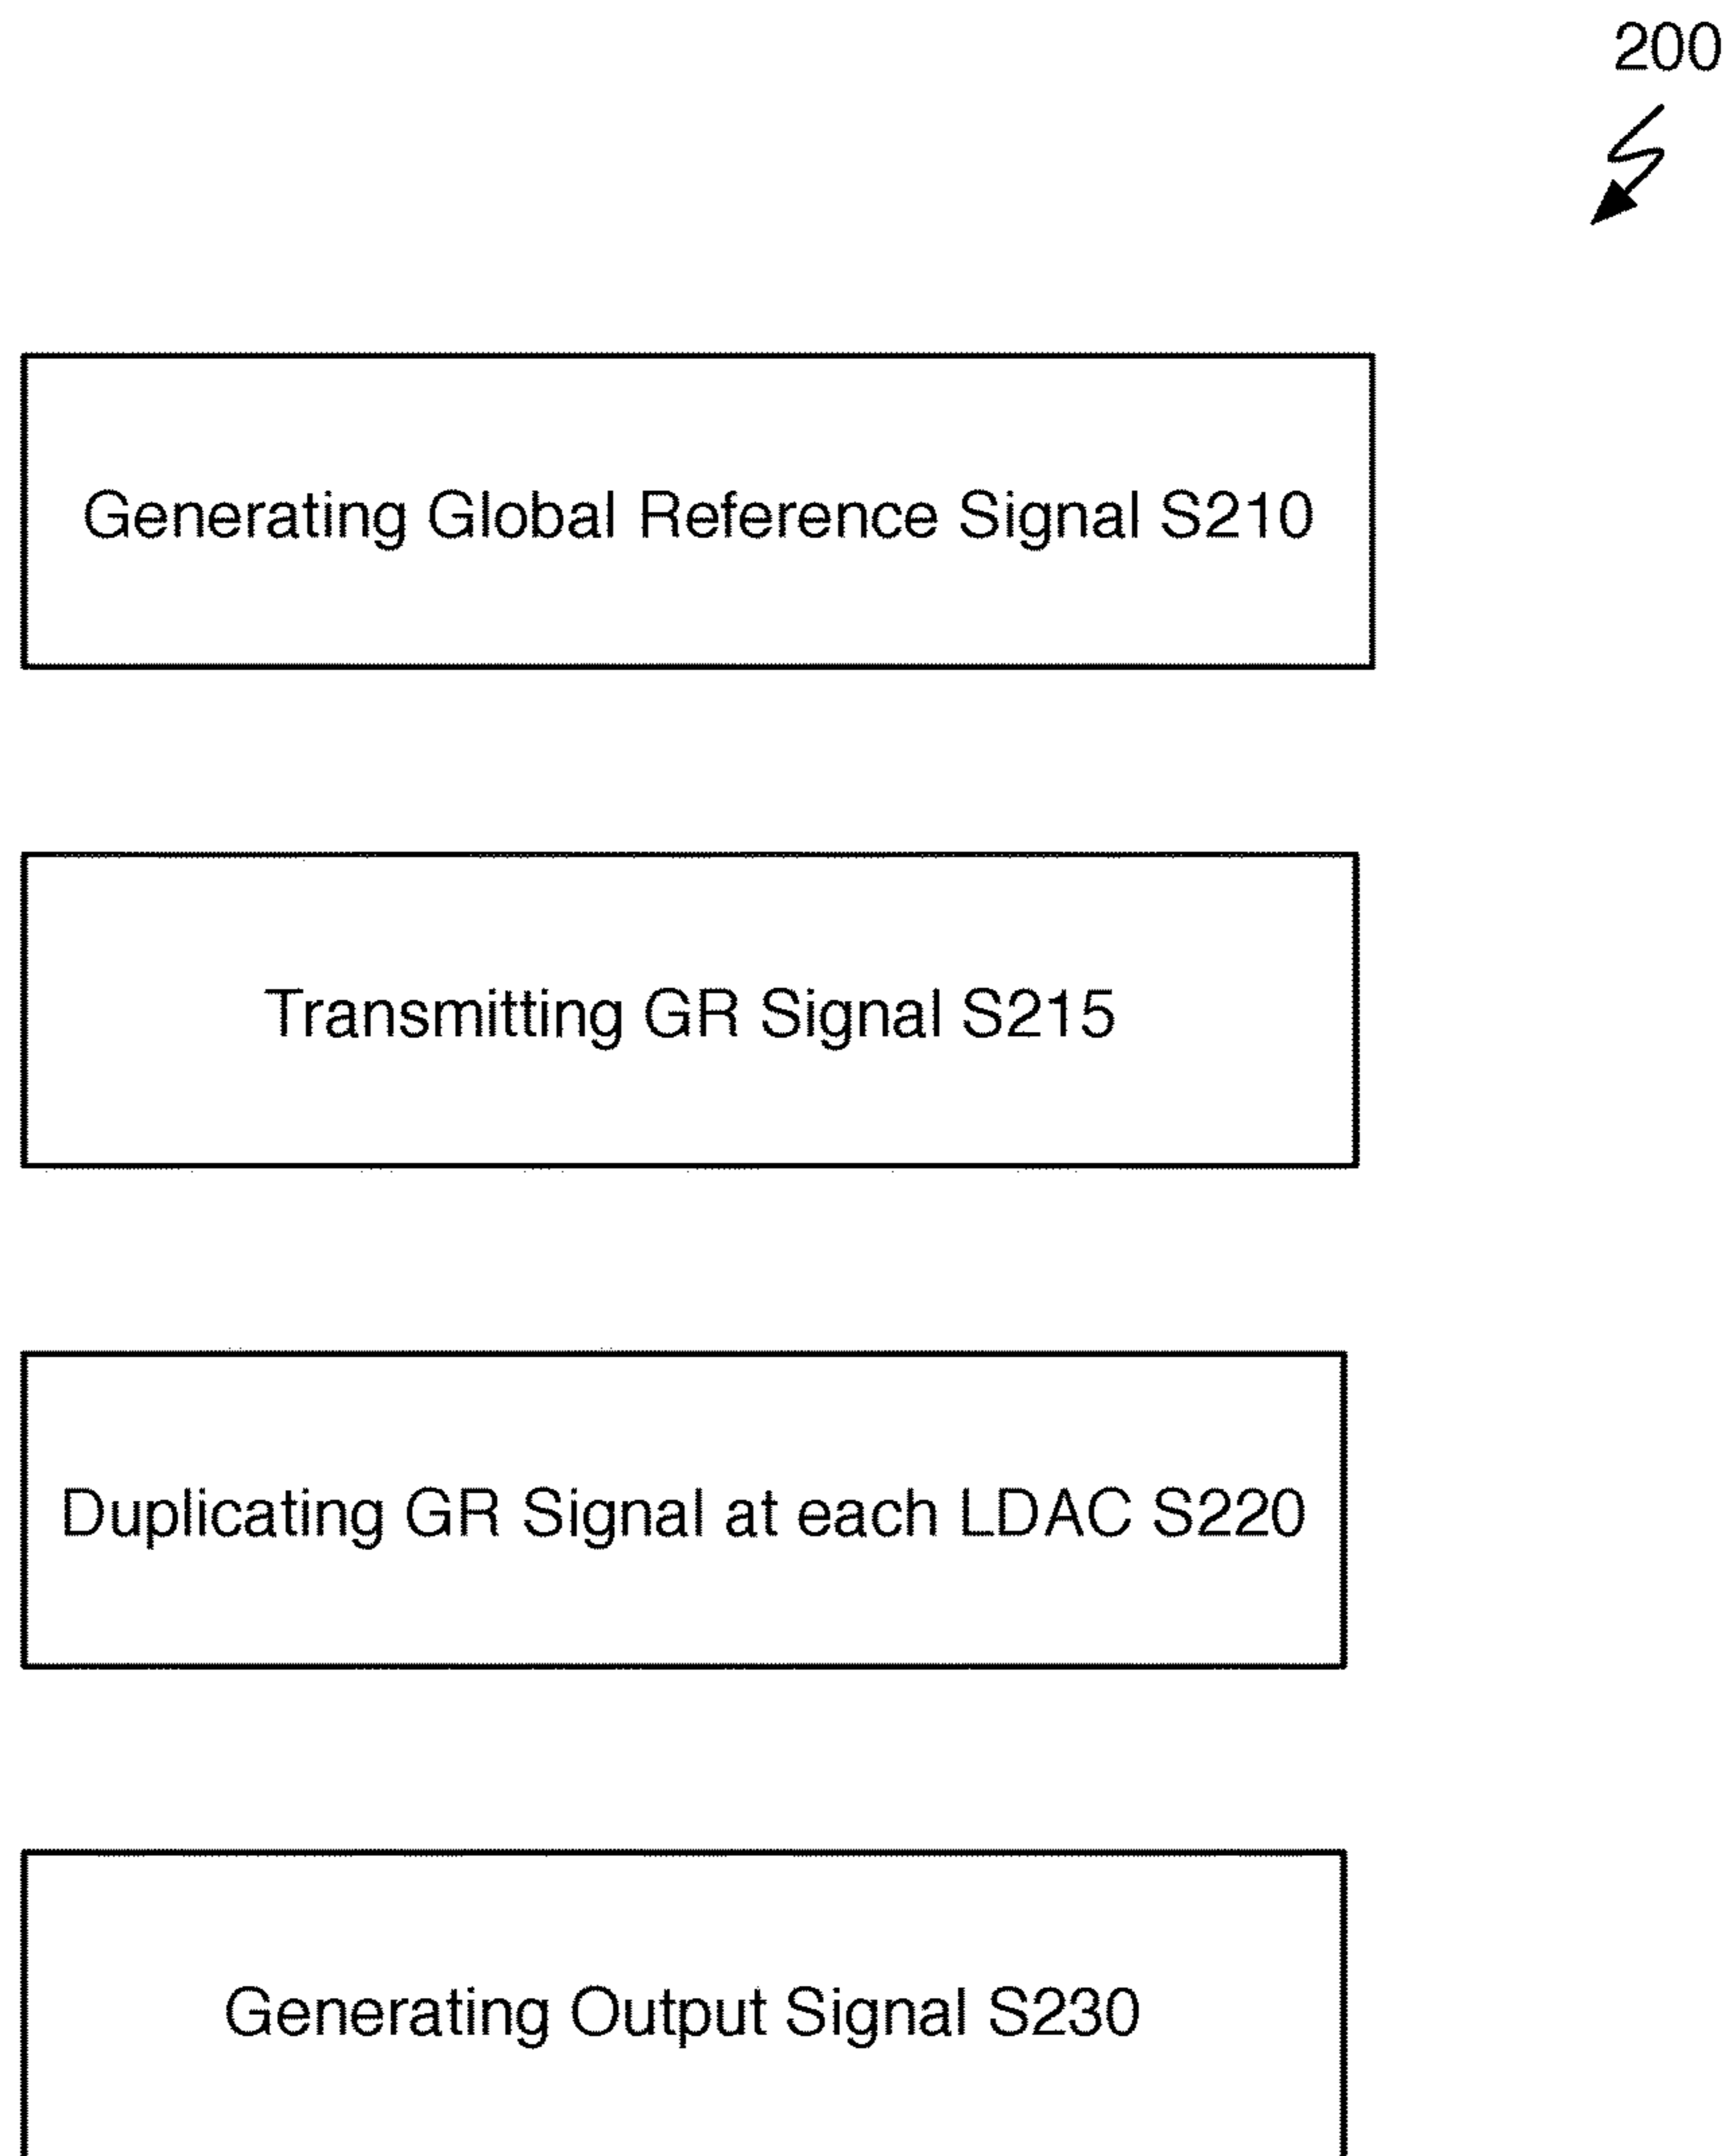 200
Generating Global Reference Signal S210
Transmitting GR Signal S215
Duplicating GR Signal at each LDAC S220
Generating Output Signal S230